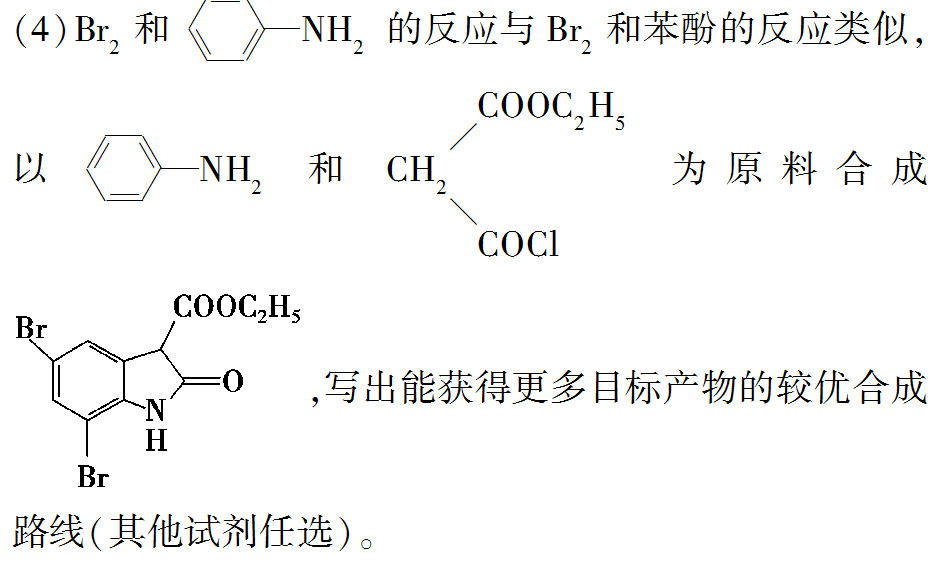 (4)Br₂ 和 NH₂ 的反应与 Br₂ 和苯酚的反应类似,
COOC₂H₅
以 NH₂ 和 CH₂ 为原料合成
COCl
COOC₂H₅
Br
O ,写出能获得更多目标产物的较优合成
N
H
Br
路线(其他试剂任选)。